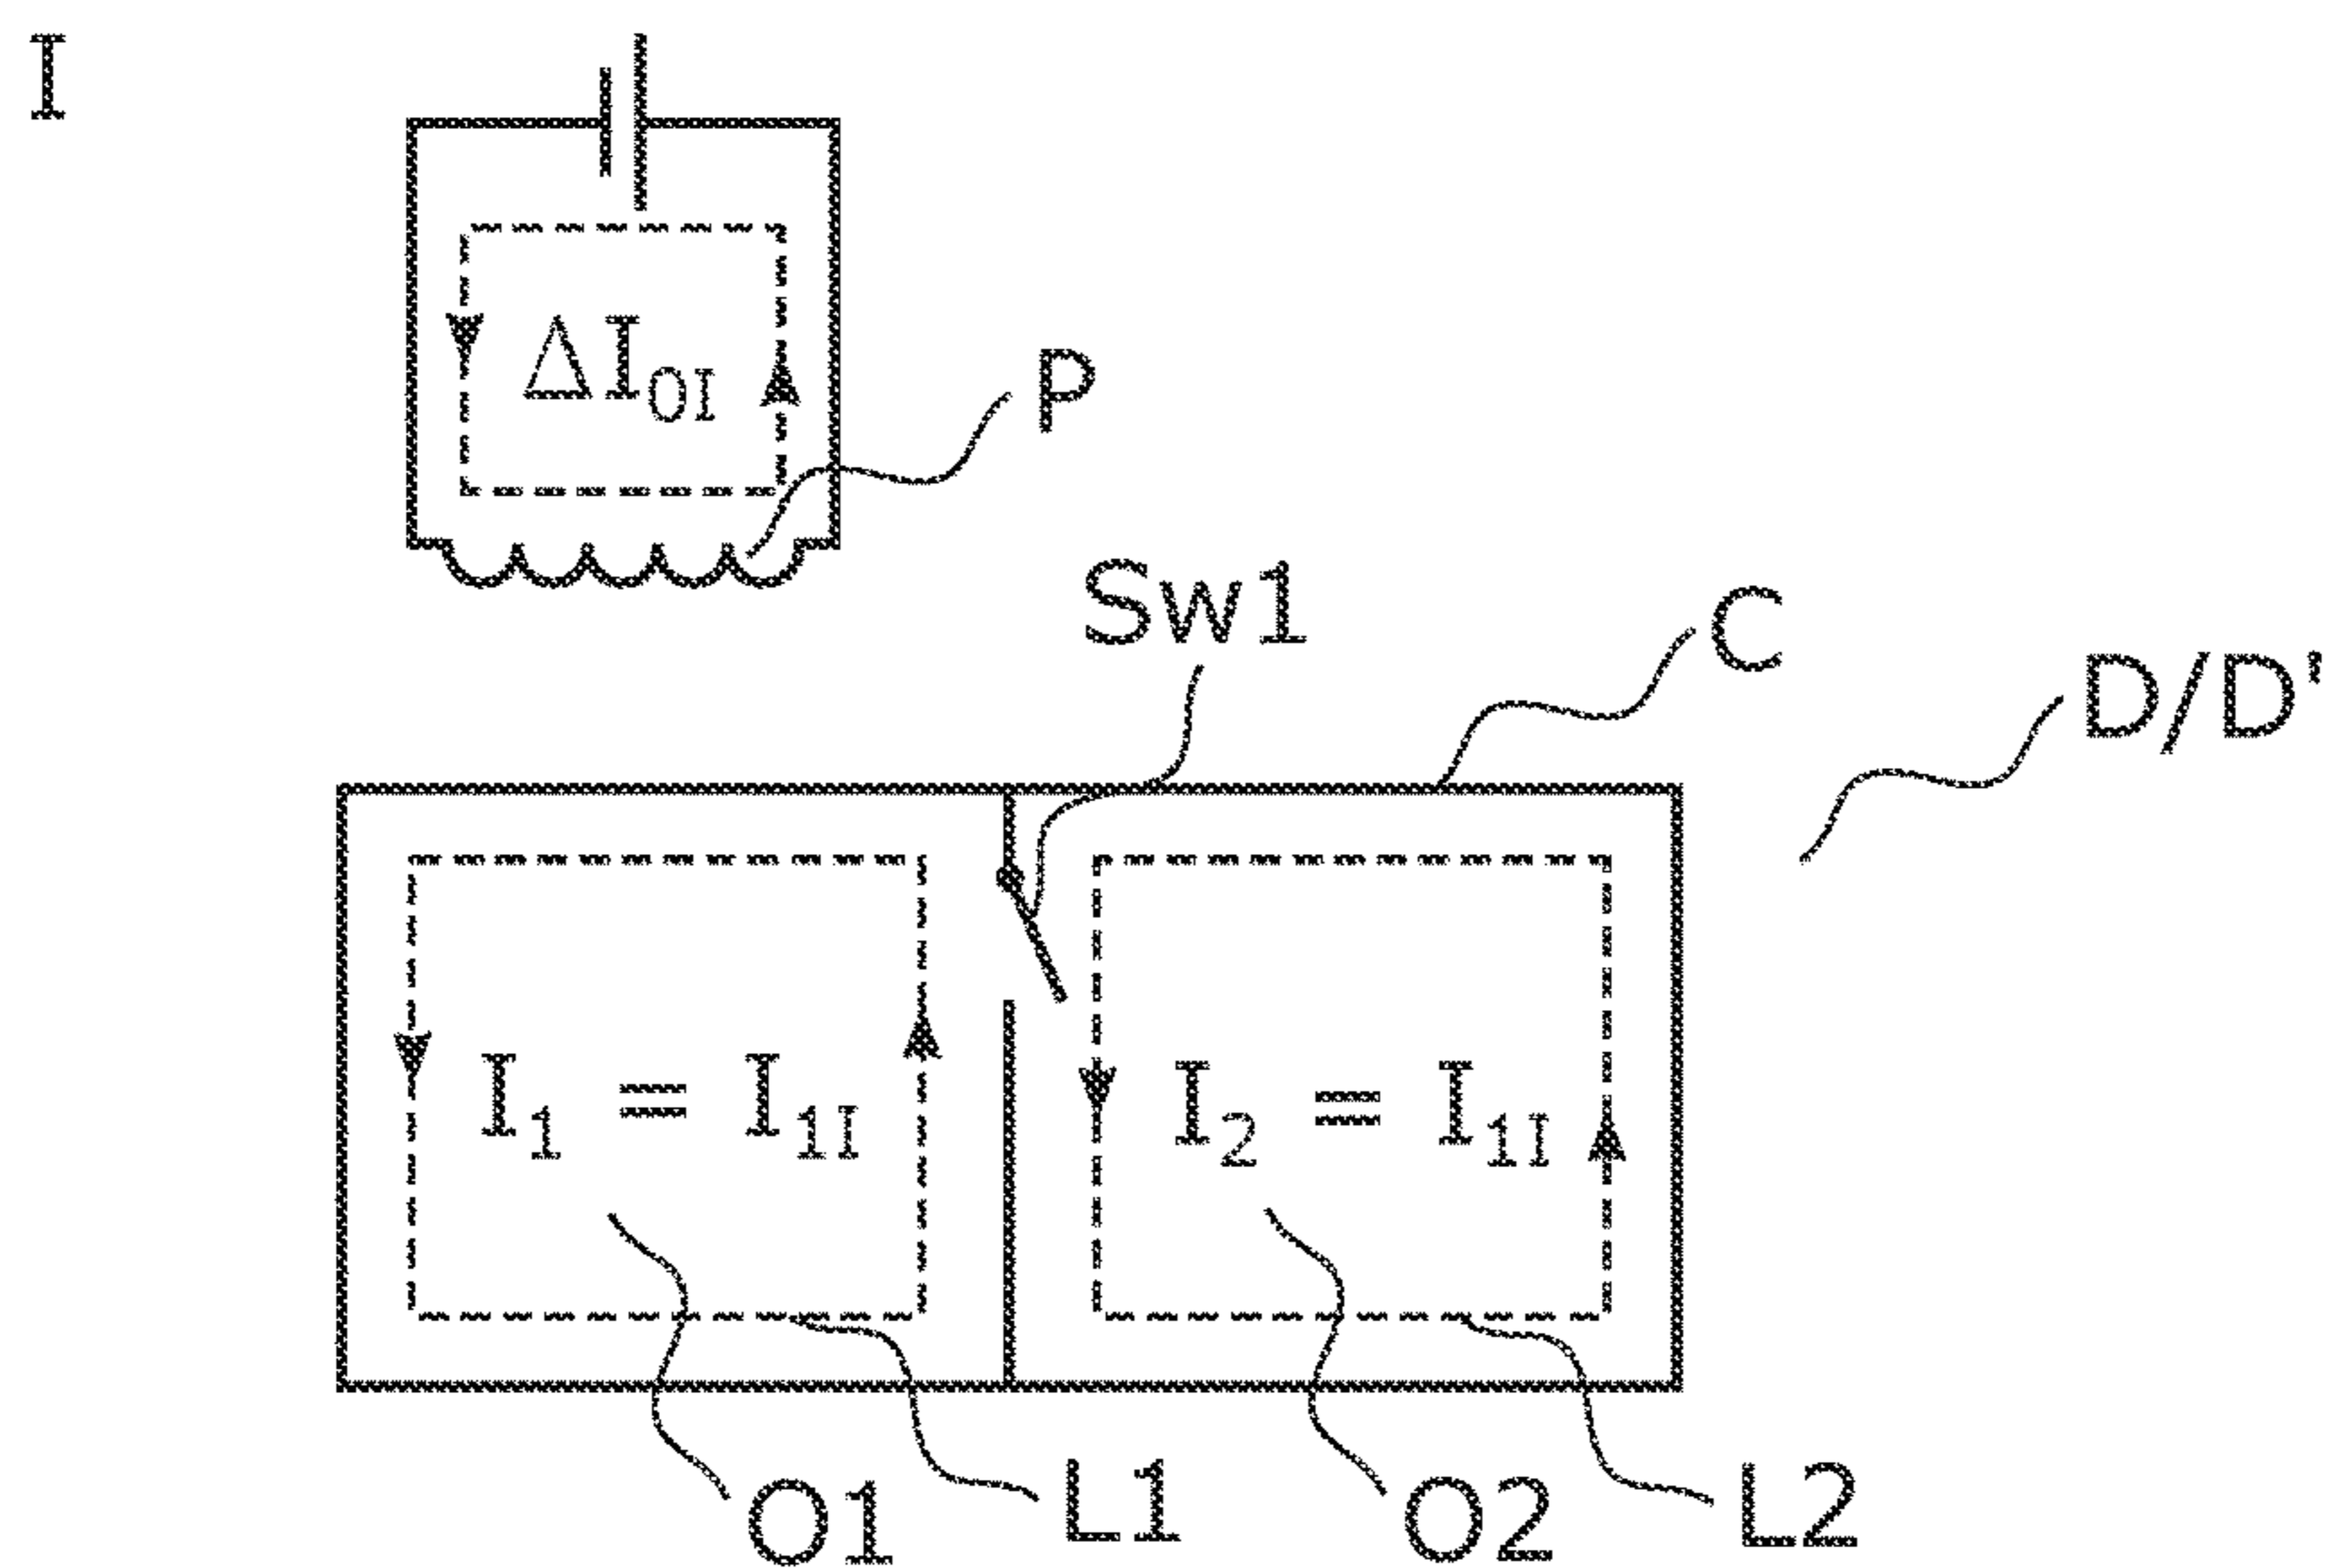 I
ΔI₀I
P
Sw1
C
D/D'
I₁ = I₁I
I₂ = I₁I
O1
L1
O2
L2